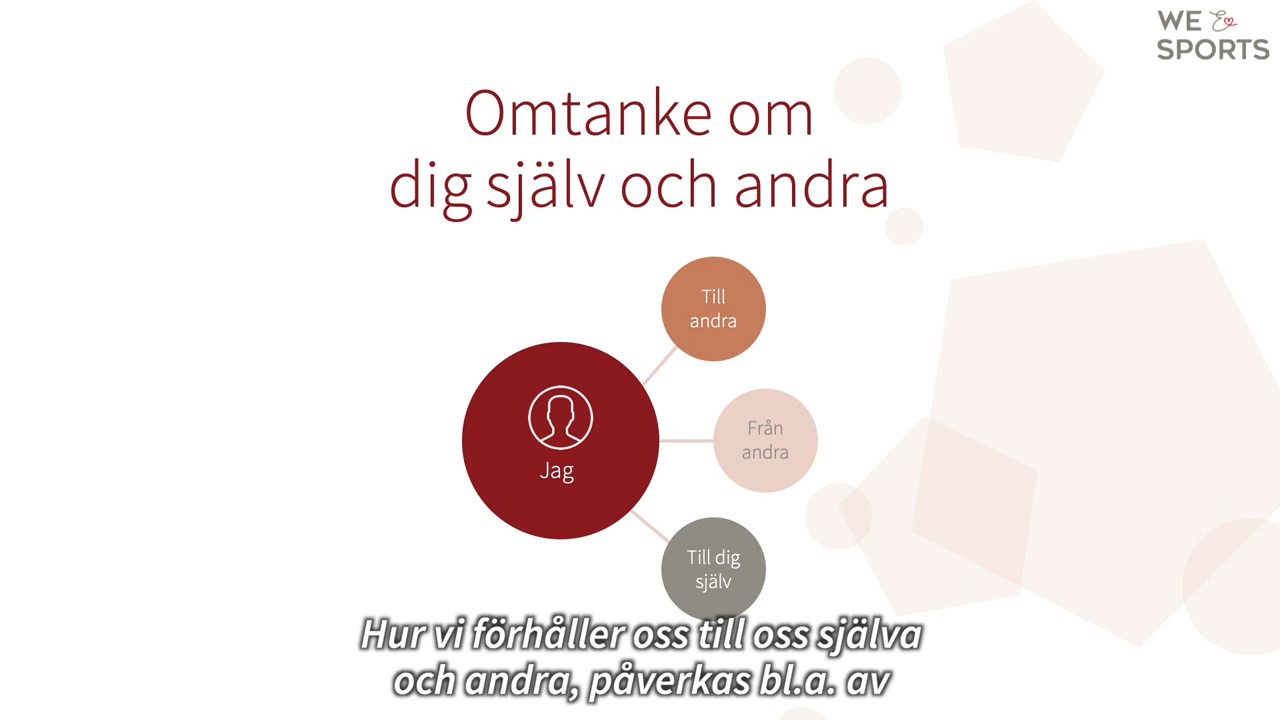 WE &
SPORTS
Omtanke om
dig själv och andra
Till
andra
Jag
Från
andra
Till dig
själv
Hur vi förhåller oss till oss själva
och andra, påverkas bl.a. av